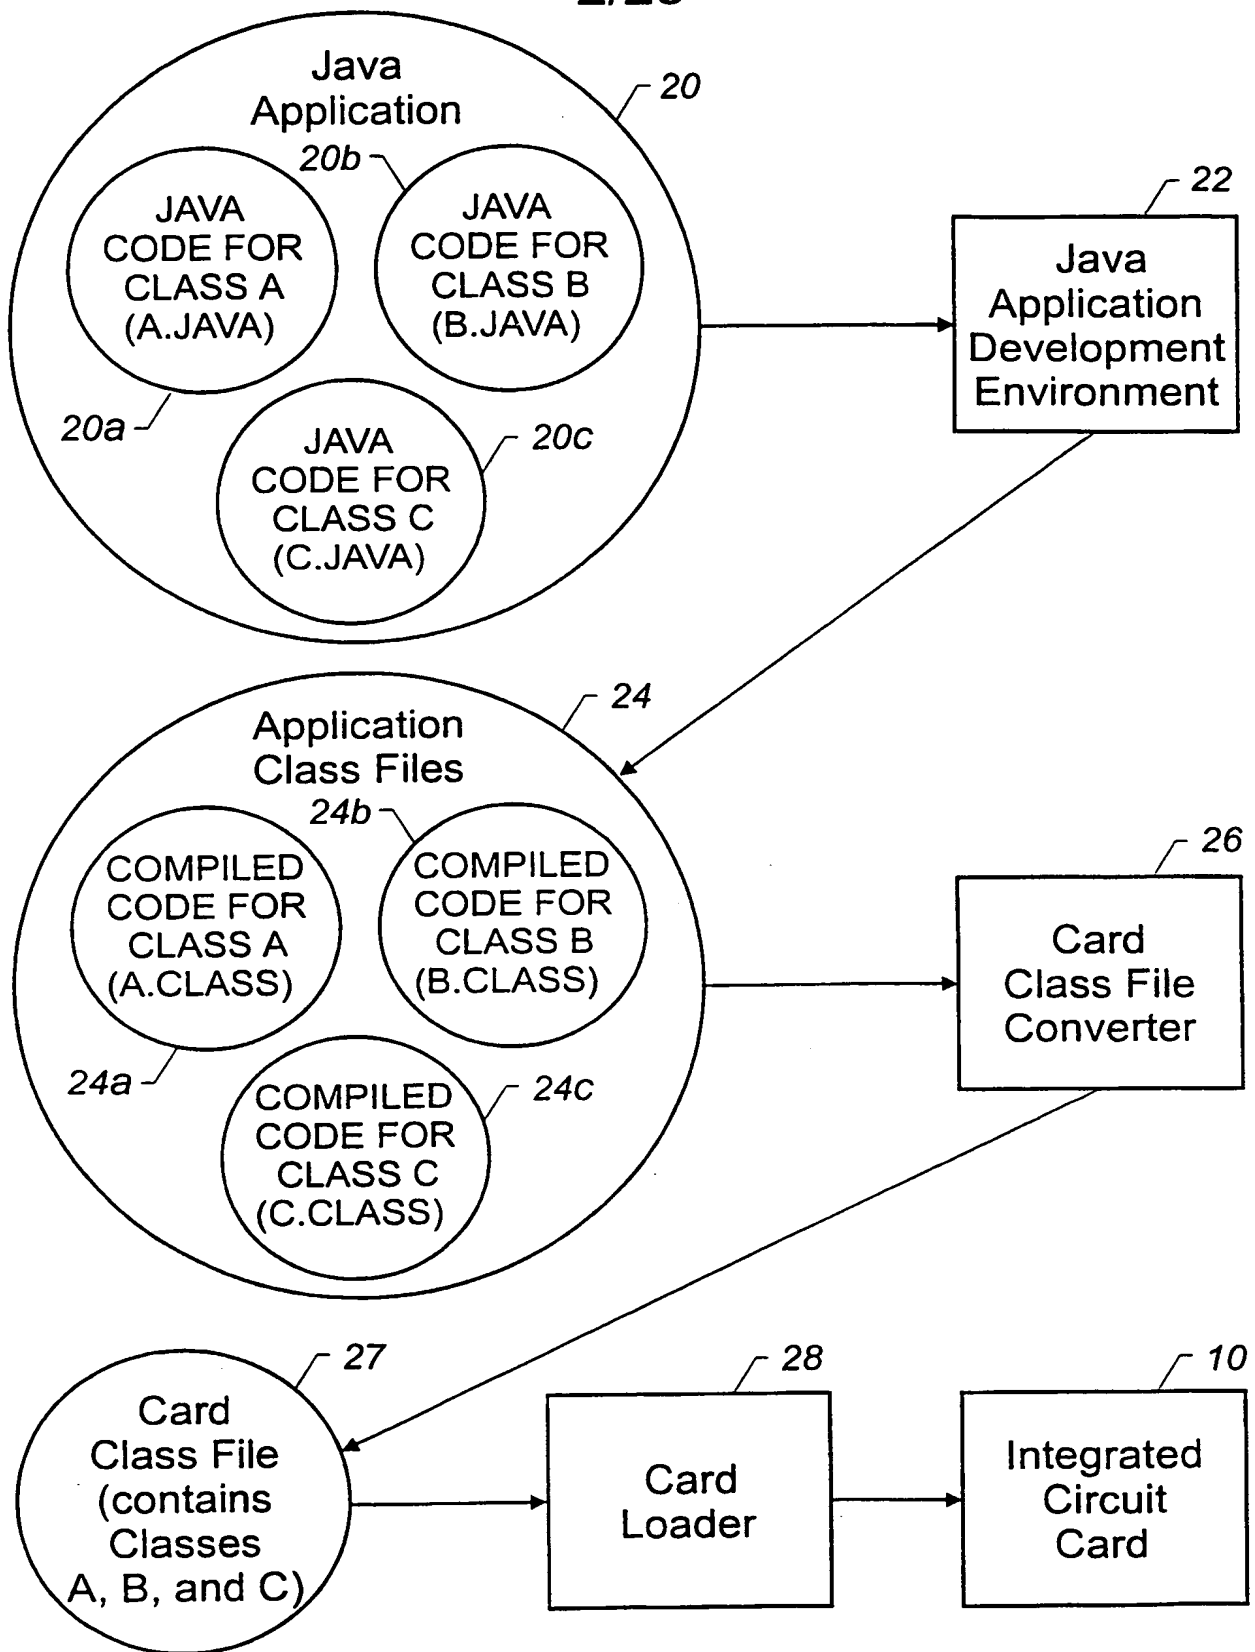 Java
Application
20
20b
JAVA
CODE FOR
CLASS A
(A.JAVA)
JAVA
CODE FOR
CLASS B
(B.JAVA)
20a
JAVA
CODE FOR
CLASS C
(C.JAVA)
20c
22
Java
Application
Development
Environment
24
Application
Class Files
24b
COMPILED
CODE FOR
CLASS A
(A.CLASS)
COMPILED
CODE FOR
CLASS B
(B.CLASS)
24a
COMPILED
CODE FOR
CLASS C
(C.CLASS)
24c
26
Card
Class File
Converter
27
Card
Class File
(contains
Classes
A, B, and C)
28
Card
Loader
10
Integrated
Circuit
Card